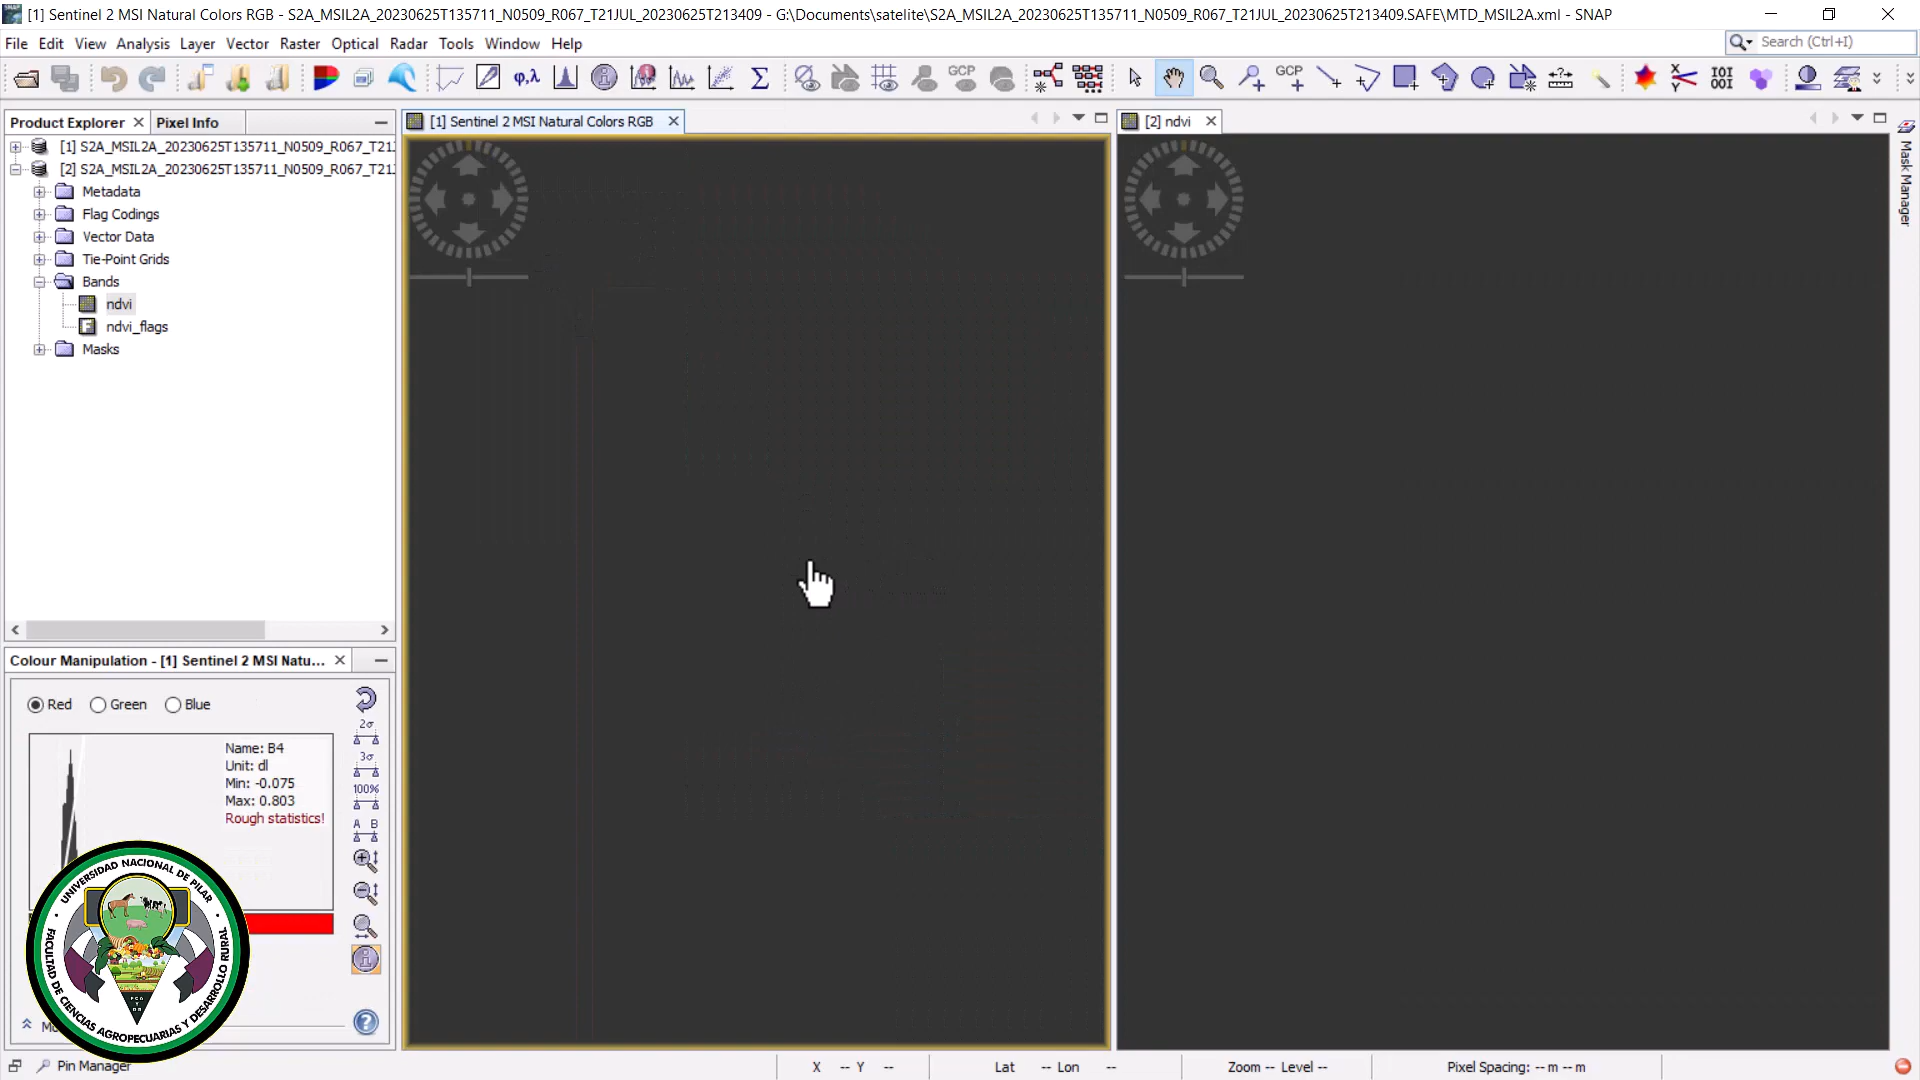 [1] Sentinel 2 MSI Natural Colors RGB - S2A_MSIL2A_20230625T135711_N0509_R067_T21JUL_20230625T213409 - G:\Documents\satelite\S2A_MSIL2A_20230625T135711_N0509_R067_T21JUL_20230625T213409.SAFE\MTD_MSIL2A.xml - SNAP
File Edit View Analysis Layer Vector Raster Optical Radar Tools Window Help
Search (Ctrl+I)
φ,λ
Σ
GCP
GCP
X
Y
IOI
OOI
Product Explorer
Pixel Info
[1] Sentinel 2 MSI Natural Colors RGB
[2] ndvi
[1] S2A_MSIL2A_20230625T135711_N0509_R067_T21
[2] S2A_MSIL2A_20230625T135711_N0509_R067_T21
Metadata
Flag Codings
Vector Data
Tie-Point Grids
Bands
ndvi
ndvi_flags
Masks
Mask Manager
Colour Manipulation - [1] Sentinel 2 MSI Natu...
Red Green Blue
2σ
3σ
100%
A B
Name: B4
Unit: dl
Min: -0.075
Max: 0.803
Rough statistics!
UNIVERSIDAD NACIONAL DE PILAR
FACULTAD DE CIENCIAS AGROPECUARIAS Y DESARROLLO RURAL
Pin Manager
X -- Y -- Lat -- Lon -- Zoom -- Level -- Pixel Spacing: -- m -- m